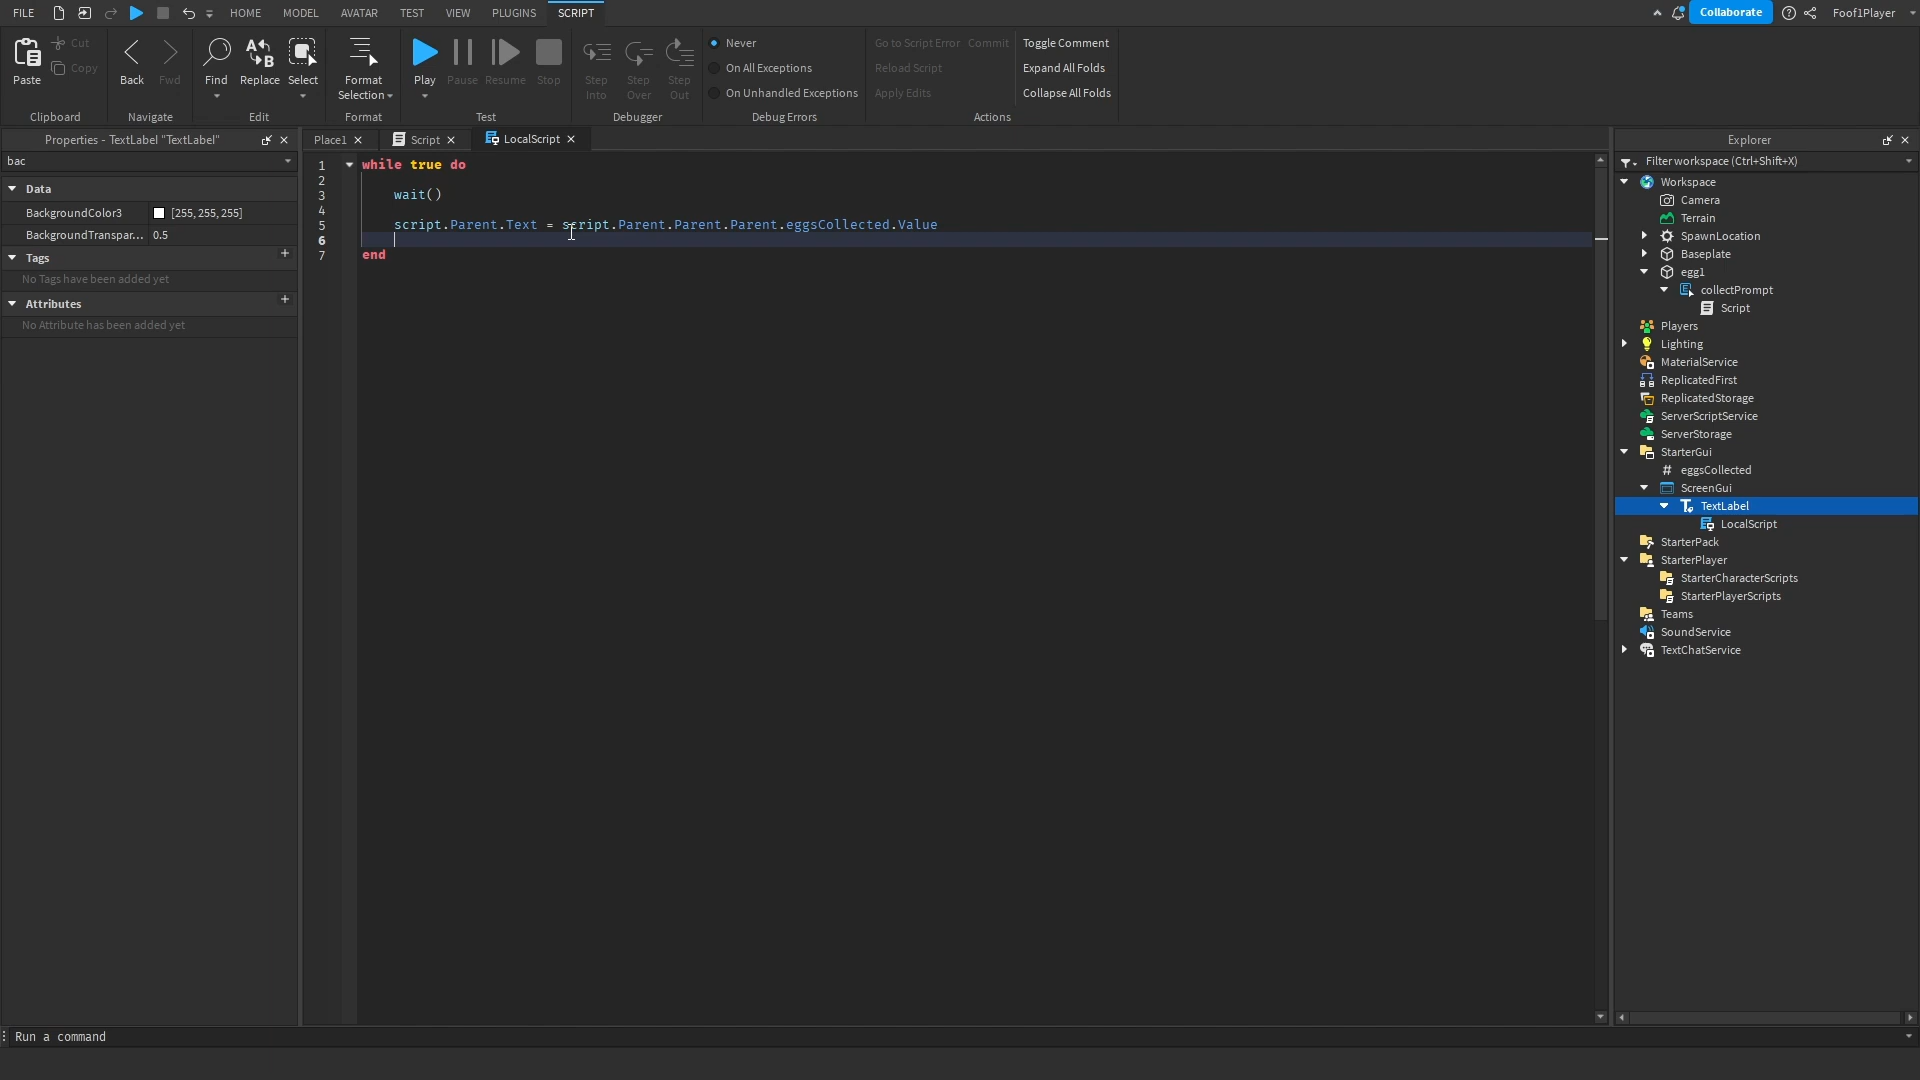 FILE HOME MODEL AVATAR TEST VIEW PLUGINS SCRIPT Collaborate Foof1Player
Paste Cut Copy
Clipboard
Back Fwd
Navigate
Find Replace Select
Edit
Format Selection
Format
Play Pause Resume Stop
Test
Step Into Step Over Step Out
Debugger
Never
On All Exceptions
On Unhandled Exceptions
Debug Errors
Go to Script Error Commit
Reload Script
Apply Edits
Toggle Comment
Expand All Folds
Collapse All Folds
Actions
Properties - TextLabel "TextLabel"
bac
Data
BackgroundColor3 [255, 255, 255]
BackgroundTranspar... 0.5
Tags
No Tags have been added yet
Attributes
No Attribute has been added yet
Place1 Script LocalScript
1 while true do
2
3 wait()
4
5 script.Parent.Text = script.Parent.Parent.Parent.eggsCollected.Value
6
7 end
Explorer
Filter workspace (Ctrl+Shift+X)
Workspace
Camera
Terrain
SpawnLocation
Baseplate
egg1
collectPrompt
Script
Players
Lighting
MaterialService
ReplicatedFirst
ReplicatedStorage
ServerScriptService
ServerStorage
StarterGui
# eggsCollected
ScreenGui
TextLabel
LocalScript
StarterPack
StarterPlayer
StarterCharacterScripts
StarterPlayerScripts
Teams
SoundService
TextChatService
Run a command